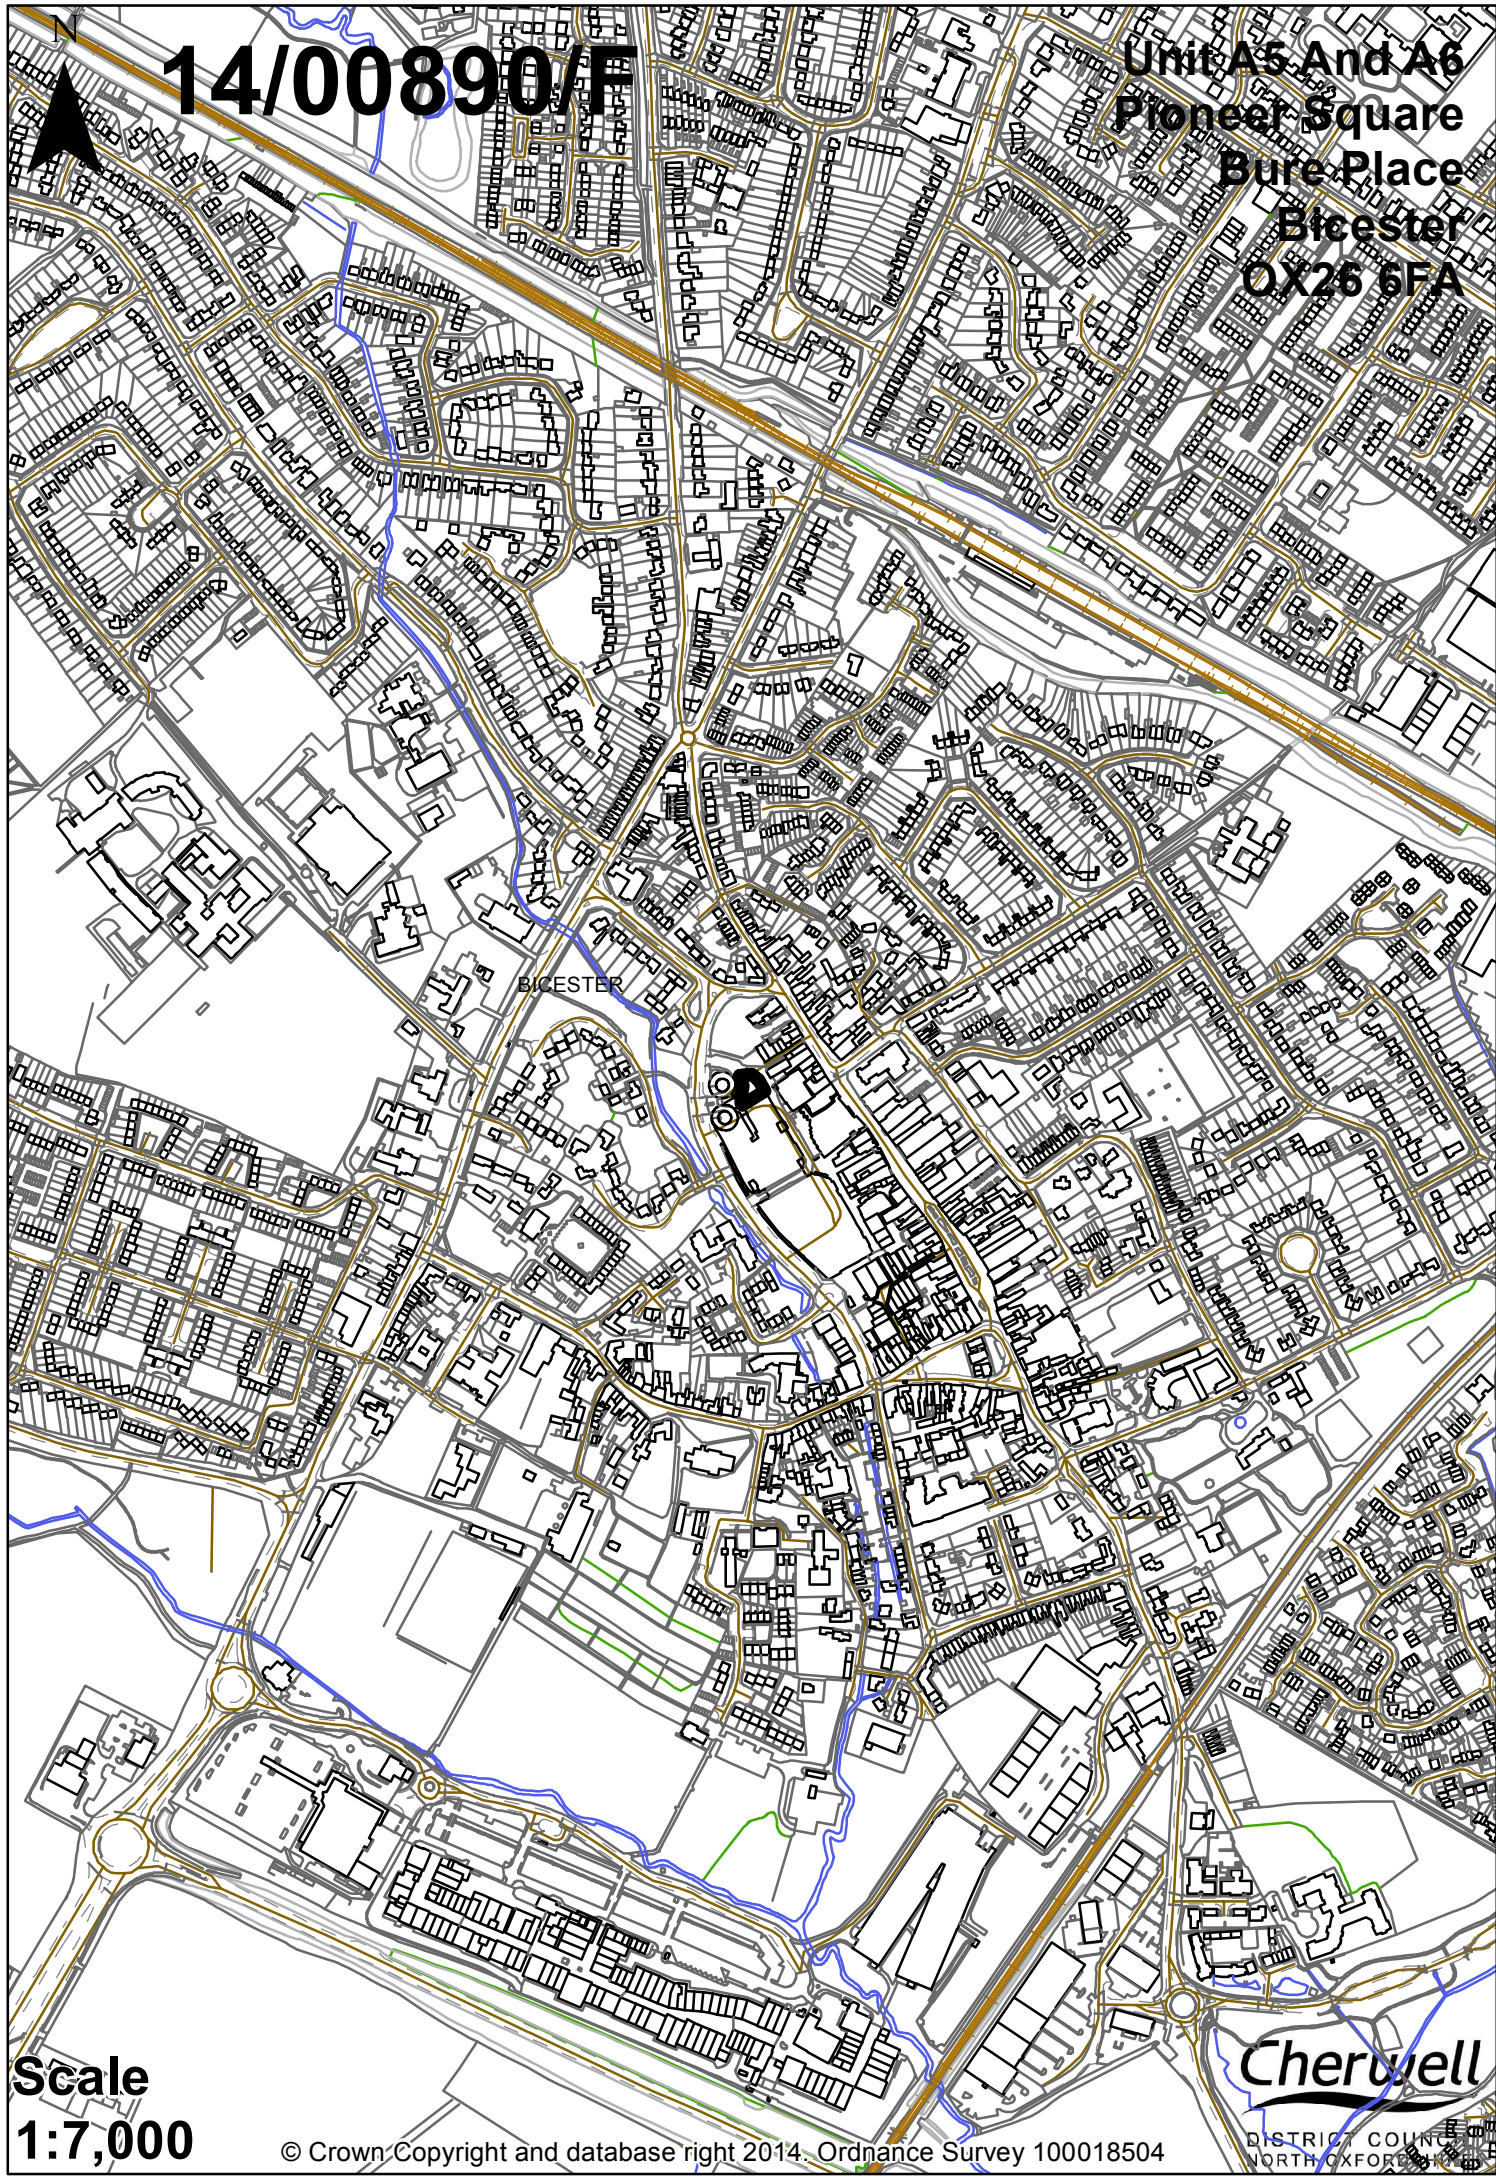 N
14/00890/F
Unit A5 And A6
Pioneer Square
Bure Place
Bicester
OX26 6FA
BICESTER
Scale
1:7,000
© Crown Copyright and database right 2014. Ordnance Survey 100018504
Cherwell
DISTRICT COUNCIL
NORTH OXFORDSHIRE